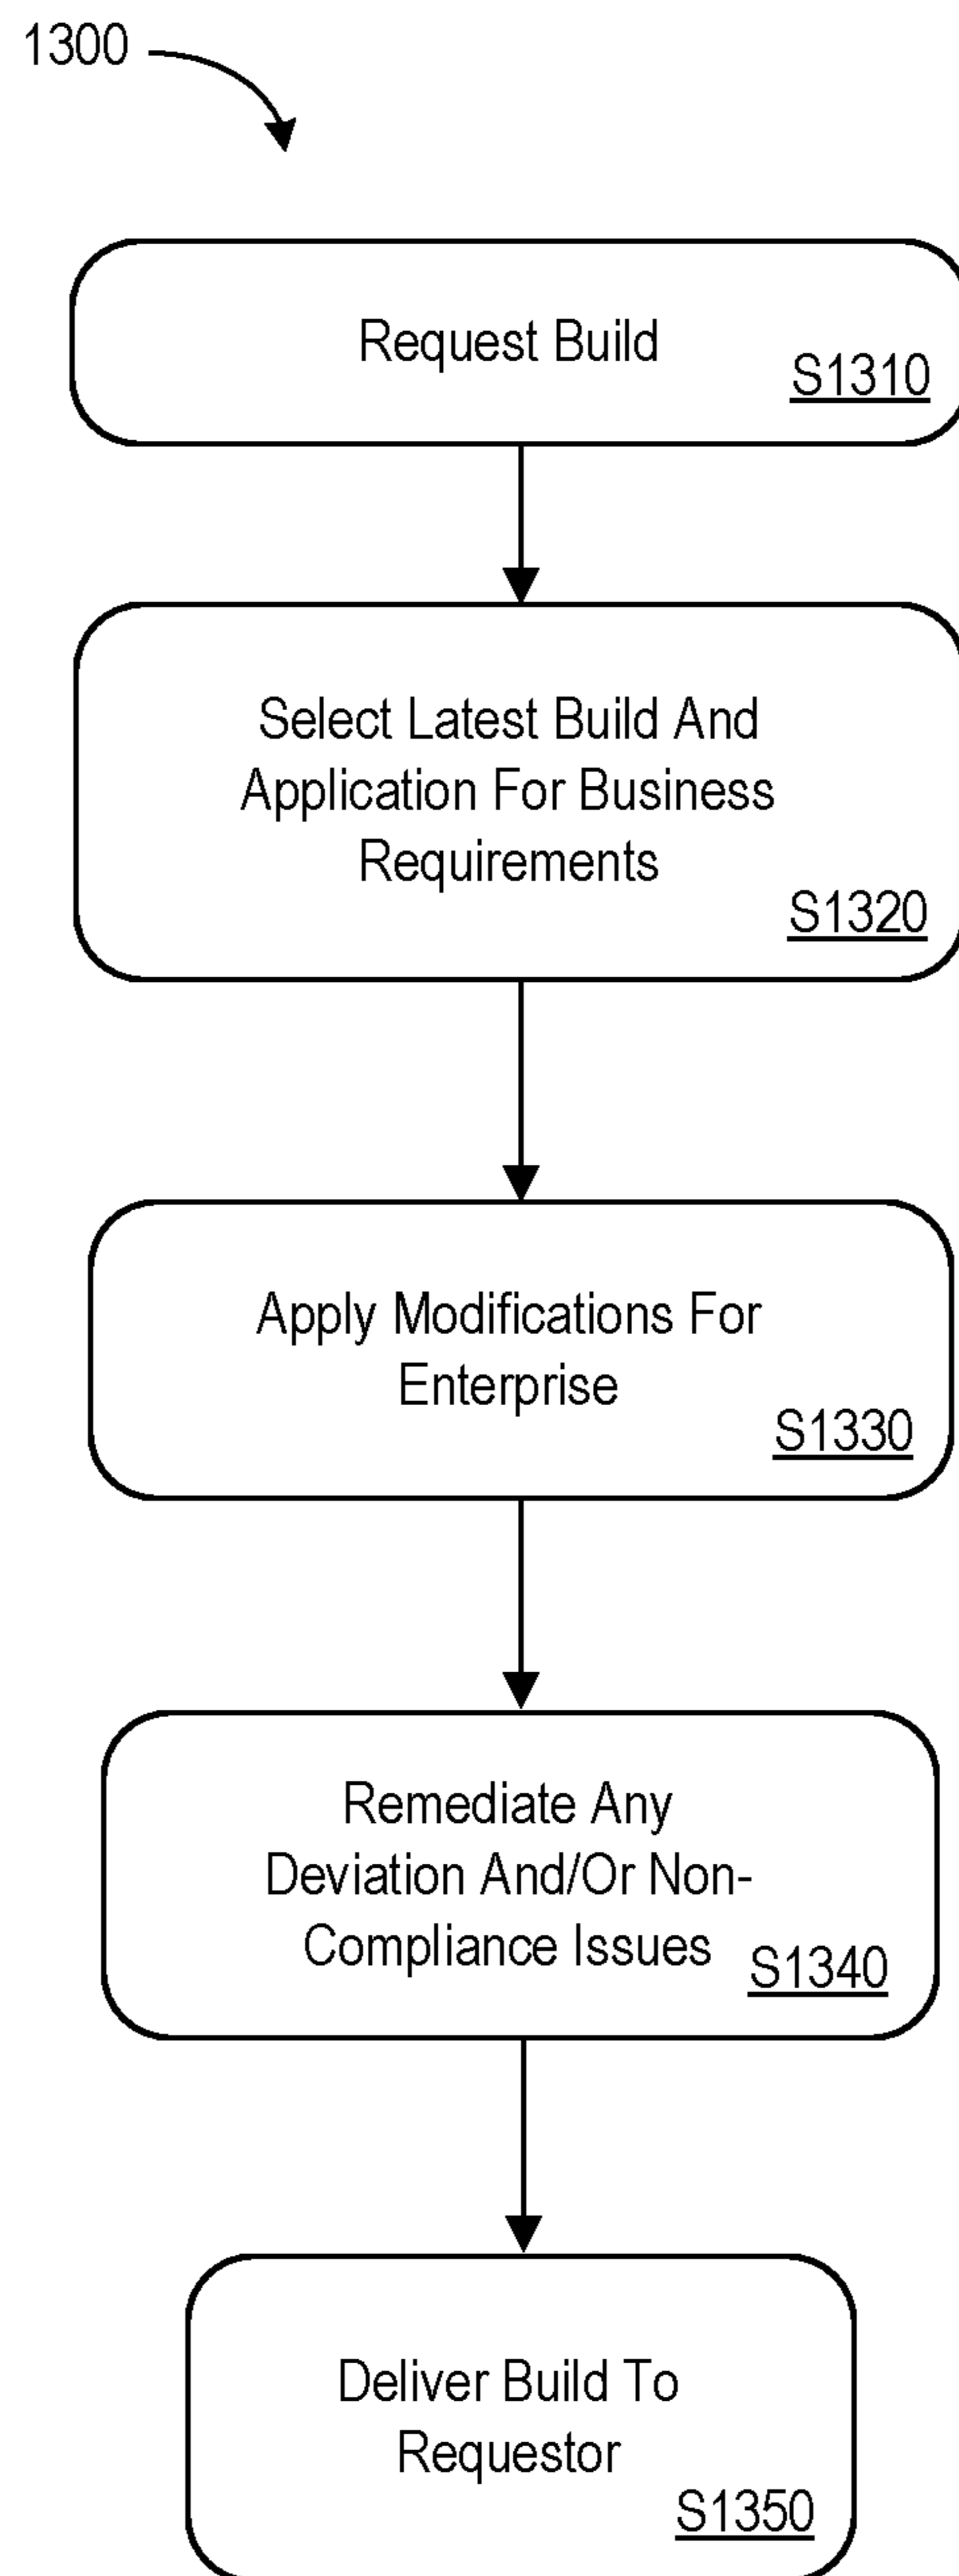 1300
Request Build
S1310
Select Latest Build And
Application For Business
Requirements
S1320
Apply Modifications For
Enterprise
S1330
Remediate Any
Deviation And/Or Non-
Compliance Issues
S1340
Deliver Build To
Requestor
S1350